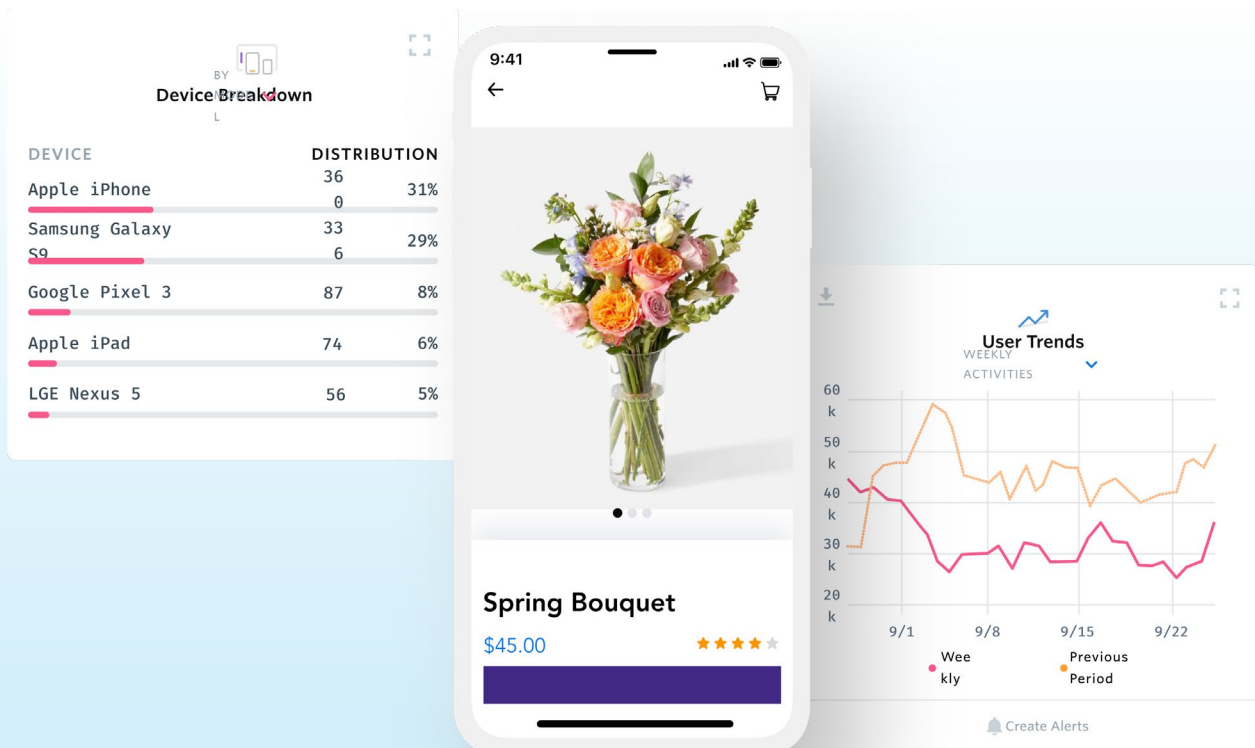 BY
MODE
L
Device Breakdown
DEVICE DISTRIBUTION
Apple iPhone 36
0 31%
Samsung Galaxy
S9 33
6 29%
Google Pixel 3 87 8%
Apple iPad 74 6%
LGE Nexus 5 56 5%
9:41
Spring Bouquet
$45.00
User Trends
WEEKLY
ACTIVITIES
60
k
50
k
40
k
30
k
20
k
9/1 9/8 9/15 9/22
Wee
kly
Previous
Period
Create Alerts